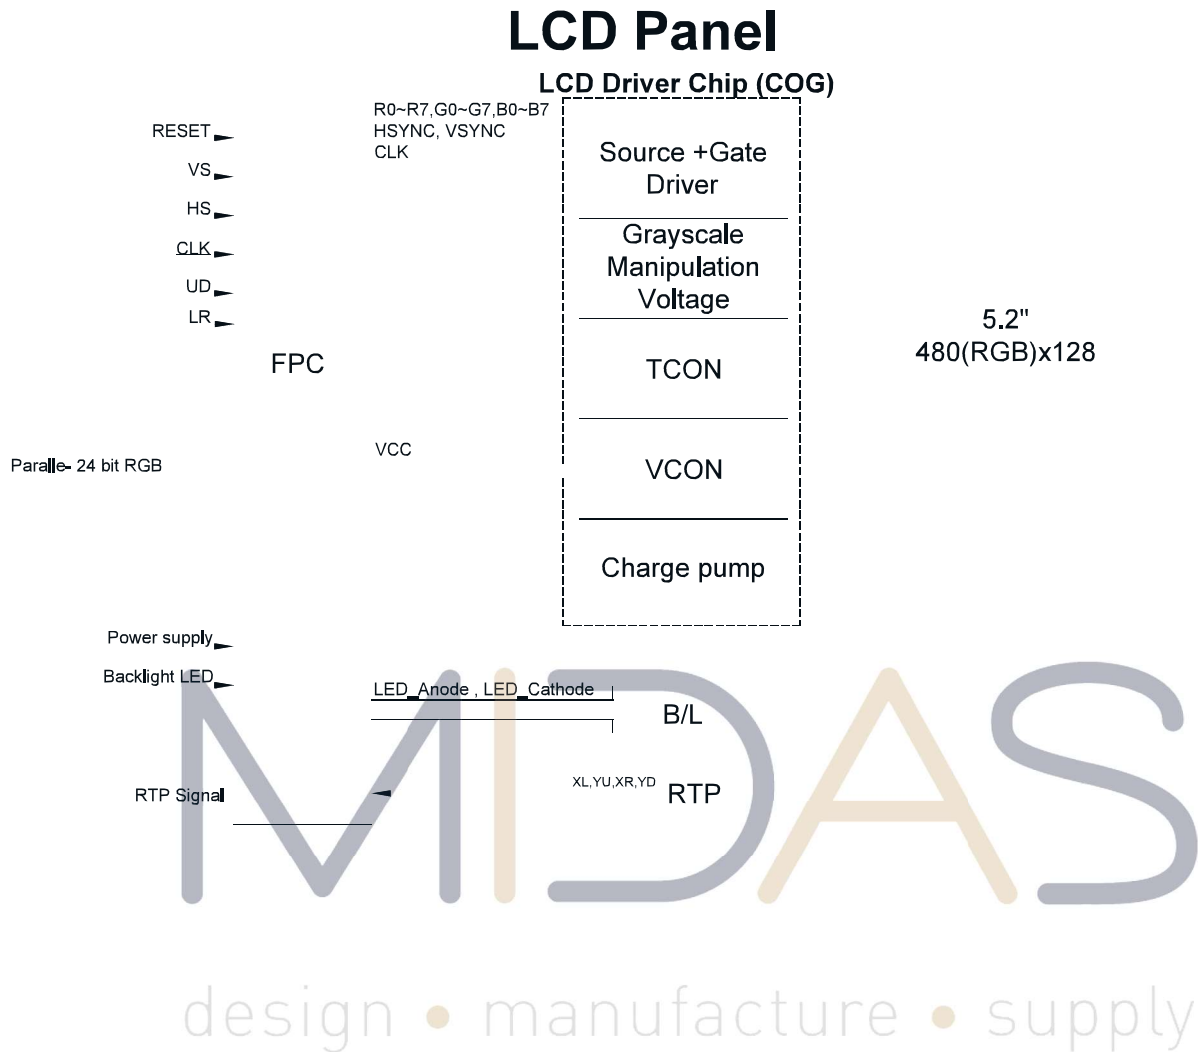 LCD Panel
LCD Driver Chip (COG)
R0~R7,G0~G7,B0~B7
HSYNC, VSYNC
CLK
RESET
VS
HS
CLK
UD
LR
FPC
Source +Gate
Driver
Grayscale
Manipulation
Voltage
TCON
VCON
Charge pump
5.2"
480(RGB)x128
VCC
Paralle- 24 bit RGB
Power supply
Backlight LED
LED_Anode , LED_Cathode
B/L
RTP Signal
XL,YU,XR,YD
RTP
MIDAS
design • manufacture • supply